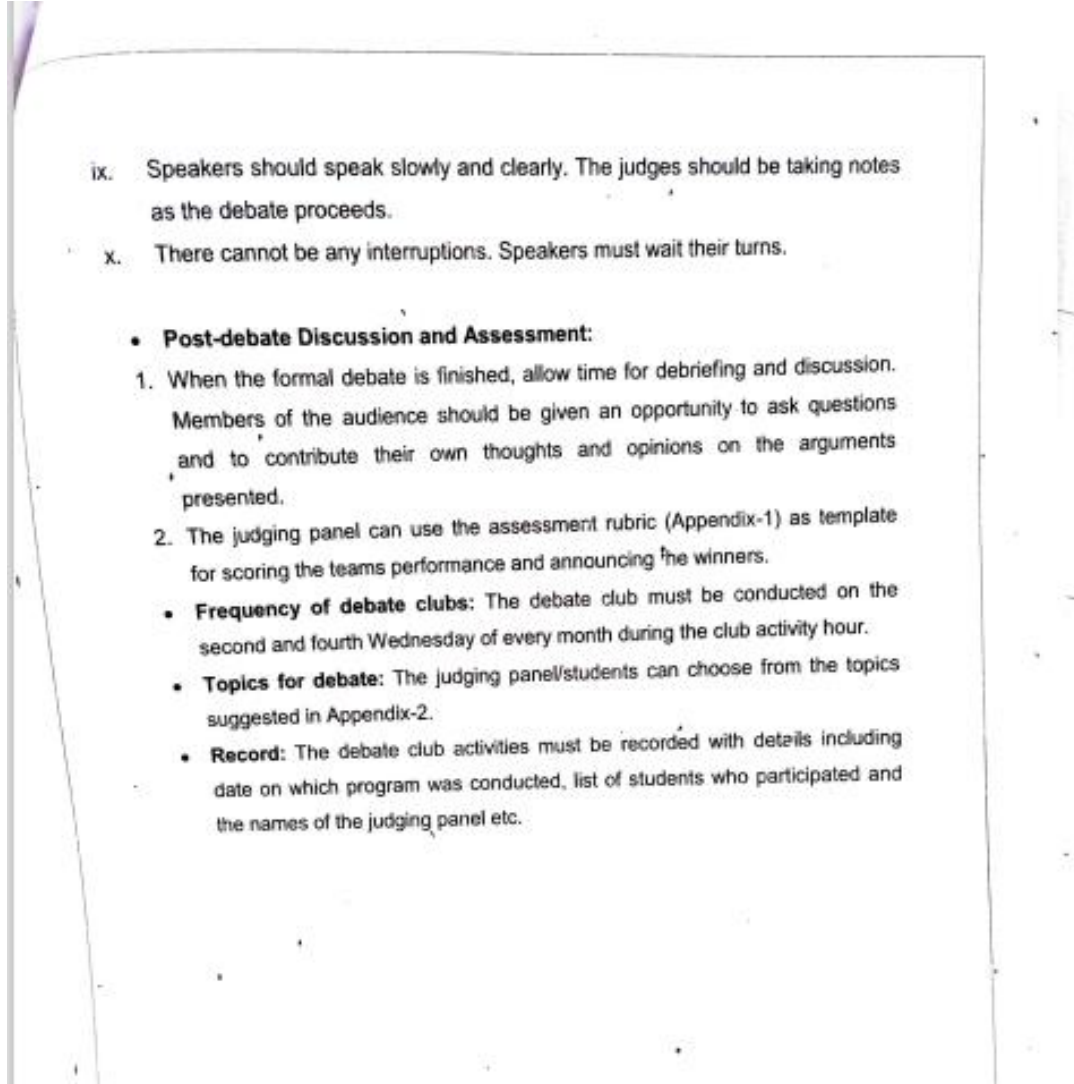 ix. Speakers should speak slowly and clearly. The judges should be taking notes
as the debate proceeds.
x. There cannot be any interruptions. Speakers must wait their turns.
• Post-debate Discussion and Assessment:
1. When the formal debate is finished, allow time for debriefing and discussion.
Members of the audience should be given an opportunity to ask questions
and to contribute their own thoughts and opinions on the arguments
presented.
2. The judging panel can use the assessment rubric (Appendix-1) as template
for scoring the teams performance and announcing the winners.
• Frequency of debate clubs: The debate club must be conducted on the
second and fourth Wednesday of every month during the club activity hour.
• Topics for debate: The judging panel/students can choose from the topics
suggested in Appendix-2.
• Record: The debate club activities must be recorded with details including
date on which program was conducted, list of students who participated and
the names of the judging panel etc.